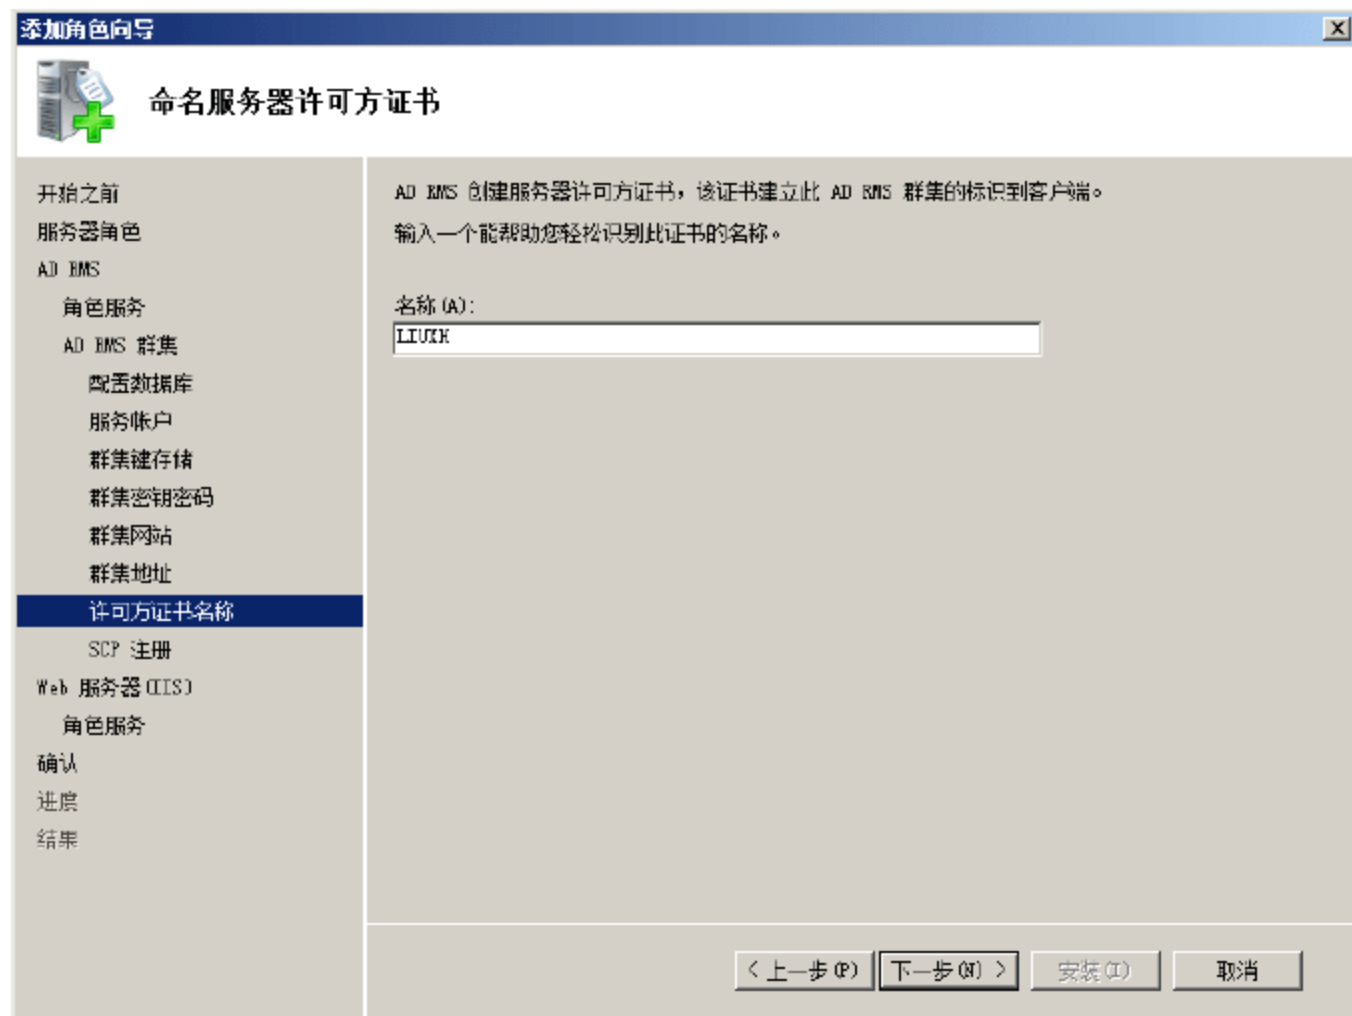 添加角色向导
命名服务器许可方证书
开始之前
服务器角色
AD RMS
角色服务
AD RMS 群集
配置数据库
服务帐户
群集键存储
群集密钥密码
群集网站
群集地址
许可方证书名称
SCP 注册
Web 服务器(IIS)
角色服务
确认
进度
结果
AD RMS 创建服务器许可方证书，该证书建立此 AD RMS 群集的标识到客户端。
输入一个能帮助您轻松识别此证书的名称。
名称(A):
< 上一步(P)
下一步(N) >
安装(I)
取消